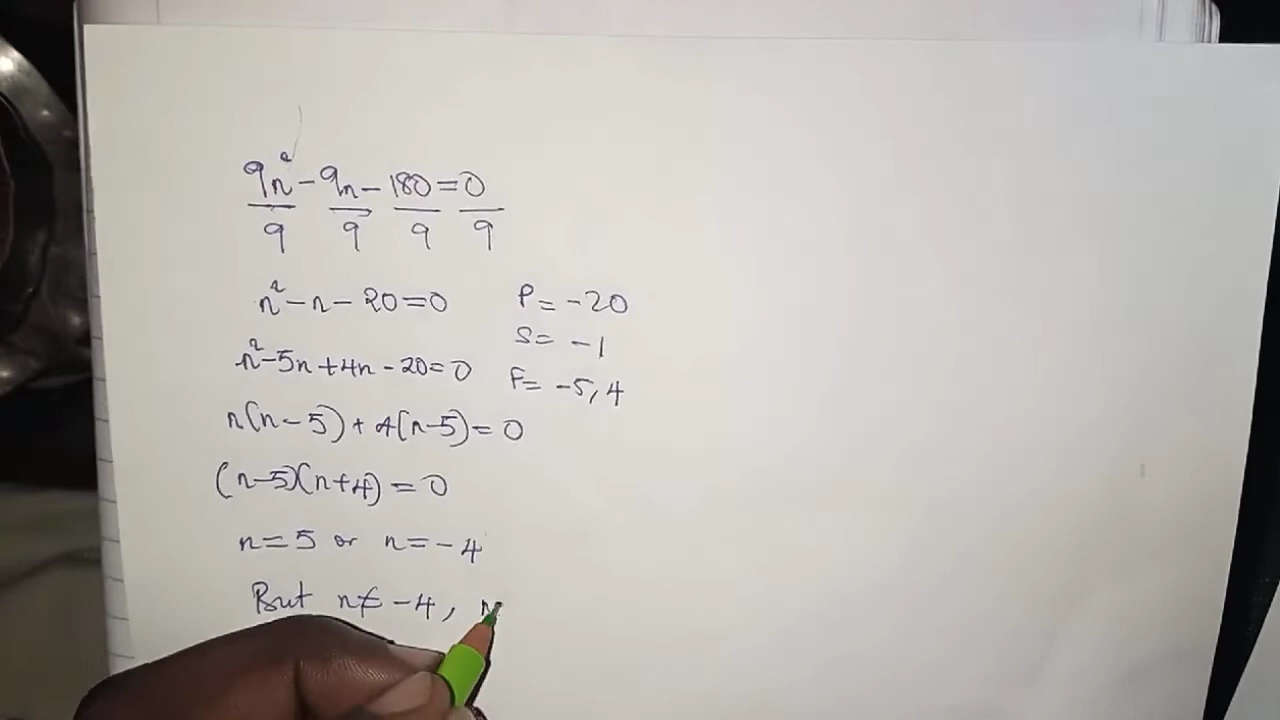 9n² - 9n - 180 = 0
9 9 9 9
n² - n - 20 = 0
P = -20
S = -1
n² - 5n + 4n - 20 = 0
F = -5, 4
n(n - 5) + 4(n - 5) = 0
(n - 5)(n + 4) = 0
n = 5 or n = -4
But n ≠ -4, n